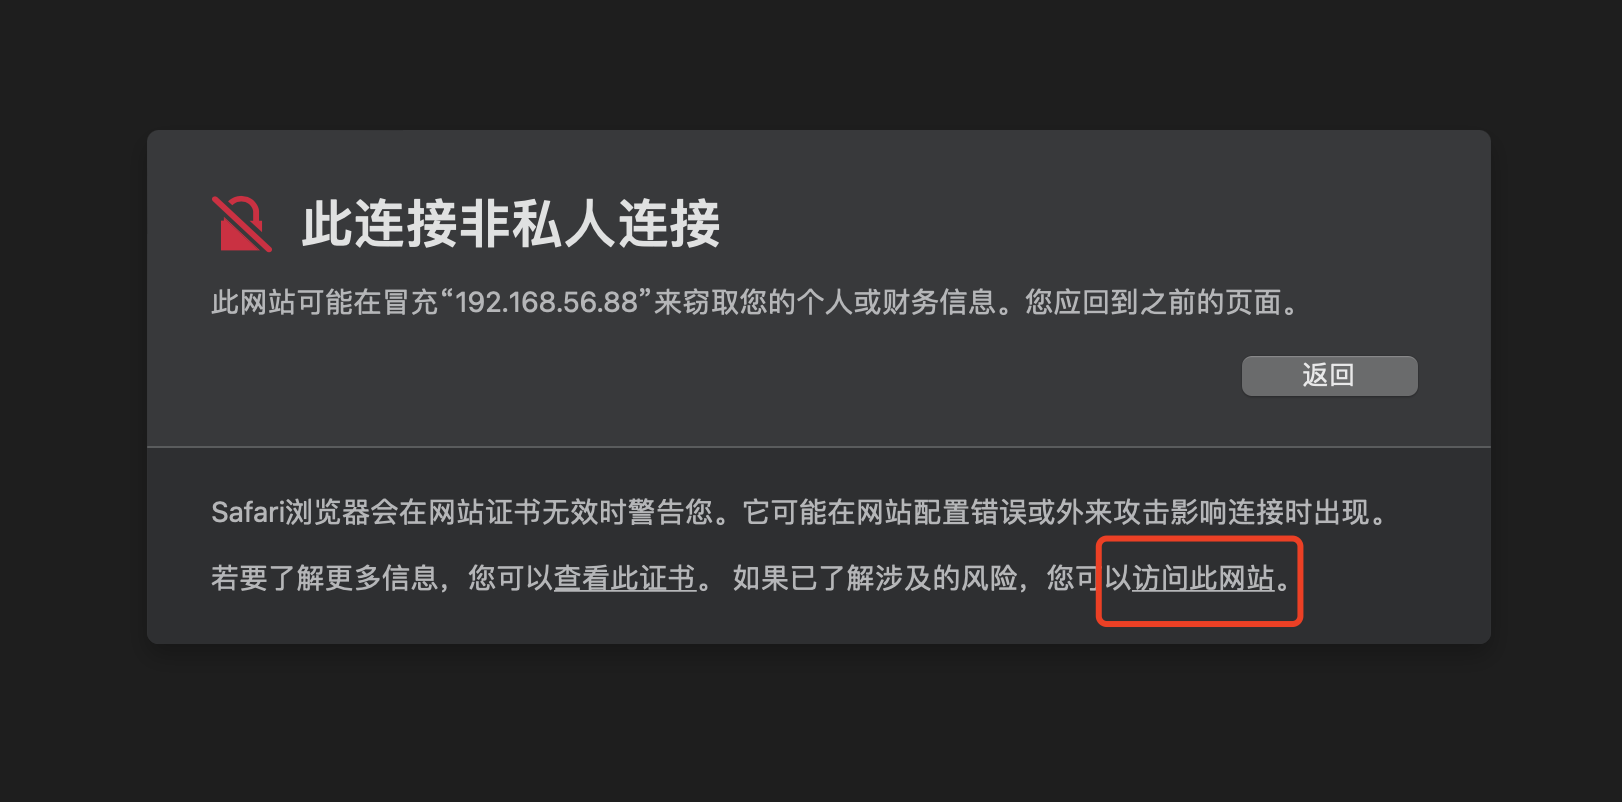 此连接非私人连接
此网站可能在冒充“192.168.56.88”来窃取您的个人或财务信息。您应回到之前的页面。
返回
Safari浏览器会在网站证书无效时警告您。它可能在网站配置错误或外来攻击影响连接时出现。
若要了解更多信息，您可以查看此证书。 如果已了解涉及的风险，您可以访问此网站。